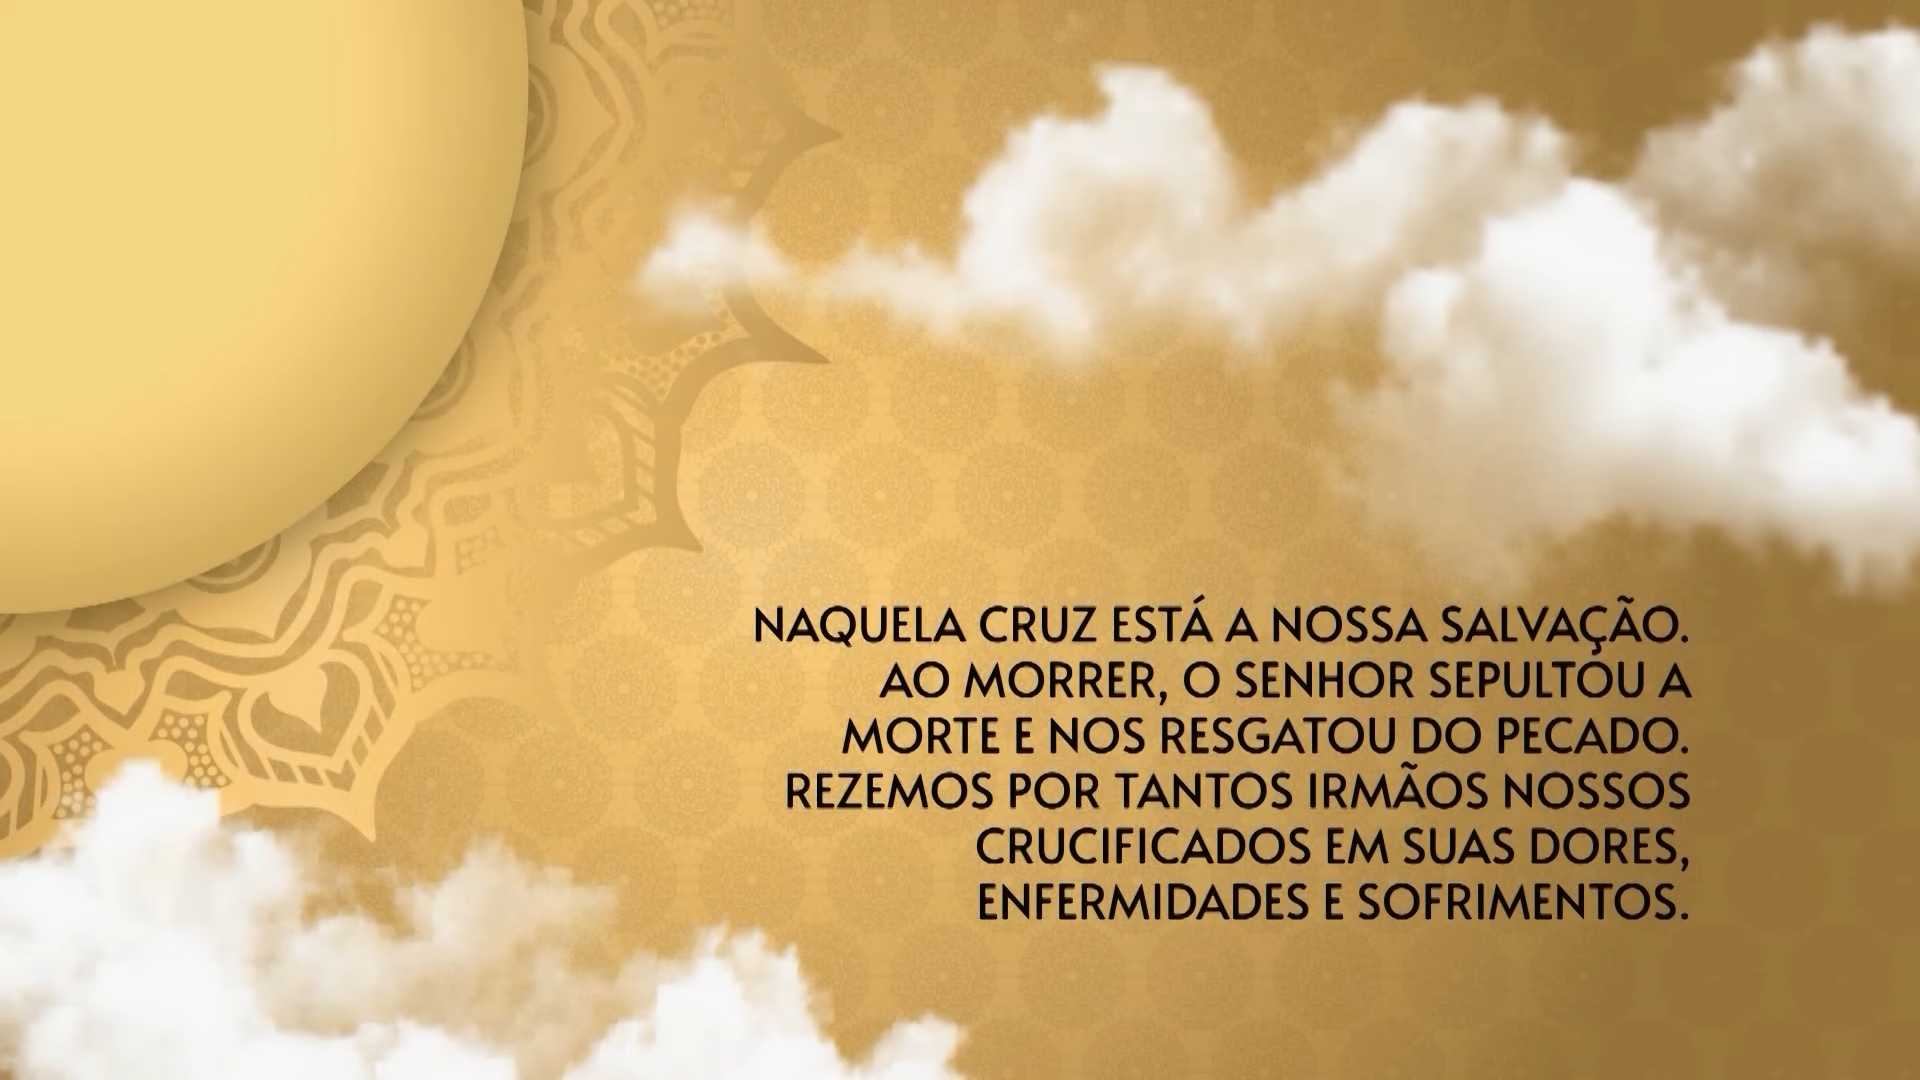 NAQUELA CRUZ ESTÁ A NOSSA SALVAÇÃO.
AO MORRER, O SENHOR SEPULTOU A
MORTE E NOS RESGATOU DO PECADO.
REZEMOS POR TANTOS IRMÃOS NOSSOS
CRUCIFICADOS EM SUAS DORES,
ENFERMIDADES E SOFRIMENTOS.